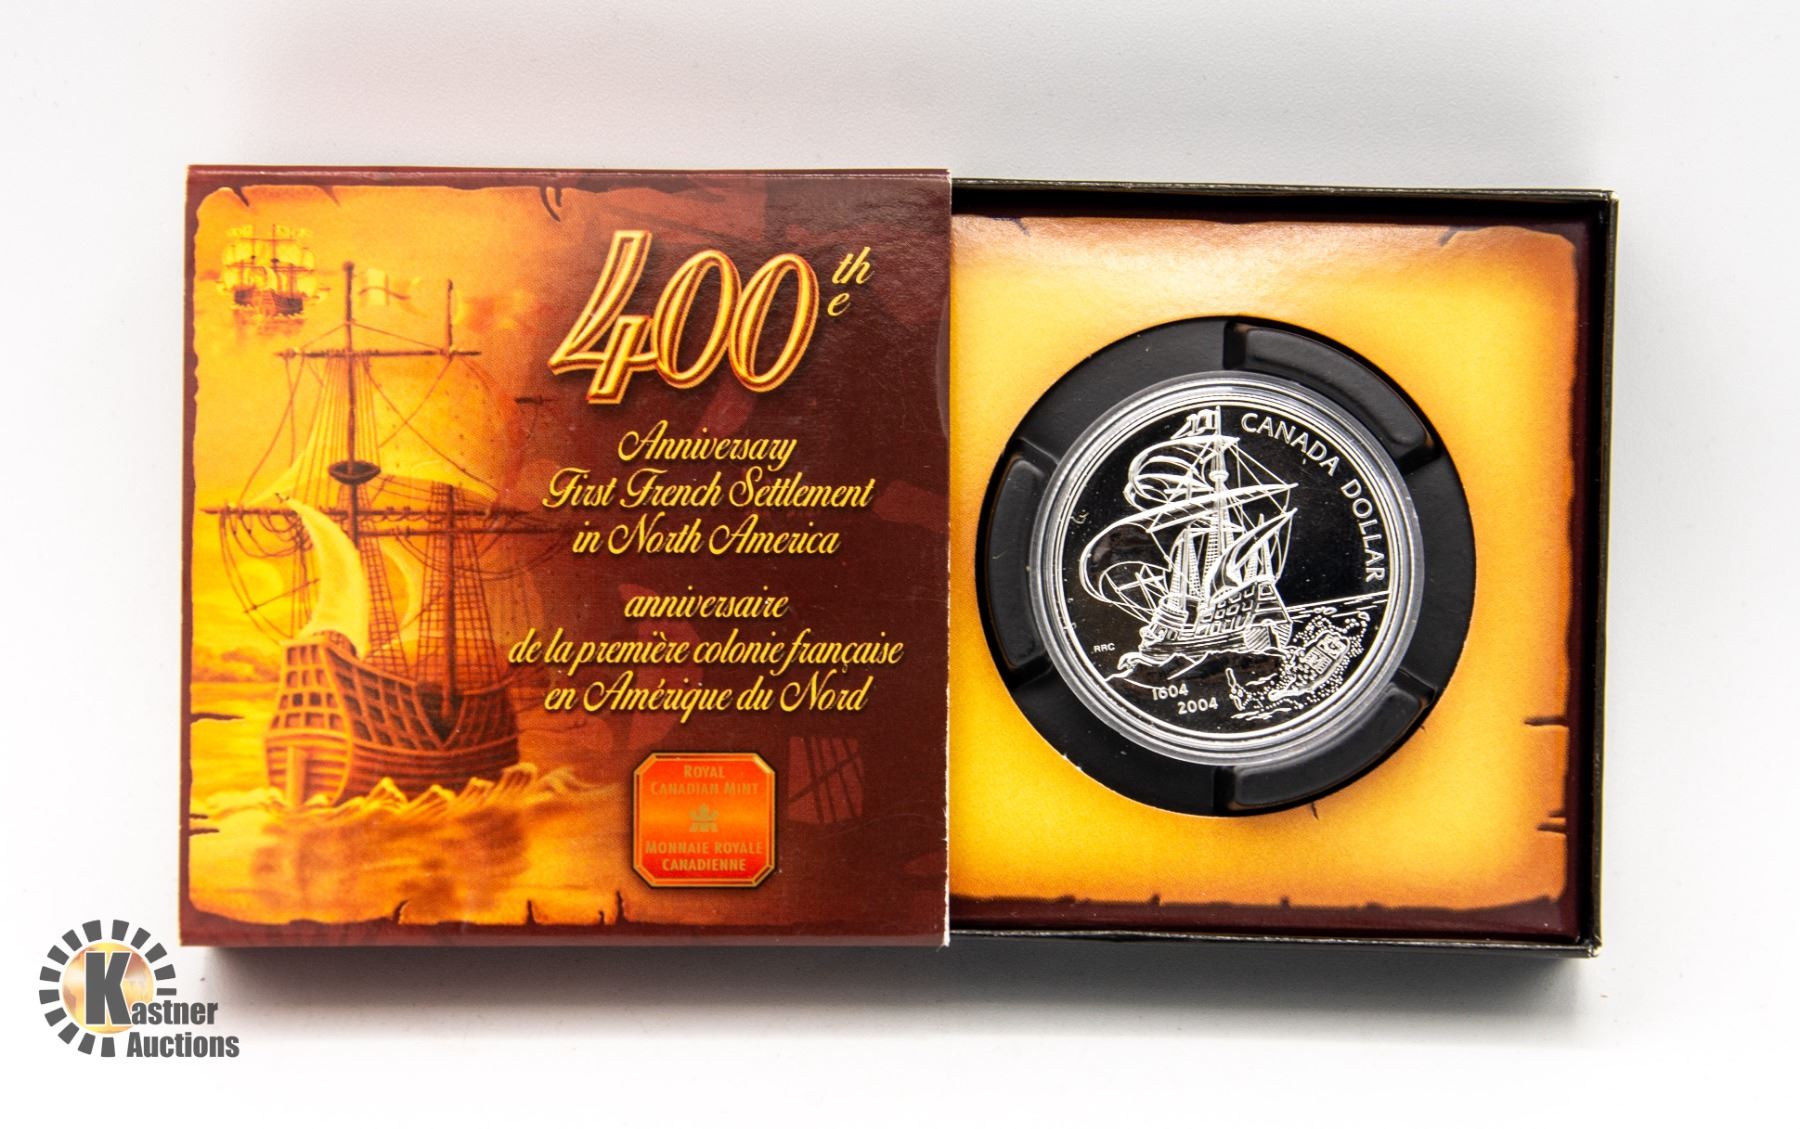 400th
e
Anniversary
First French Settlement
in North America
anniversaire
de la première colonie française
en Amérique du Nord
ROYAL
CANADIAN MINT
MONNAIE ROYALE
CANADIENNE
CANADA DOLLAR
RRC
1604
2004
Kastner
Auctions